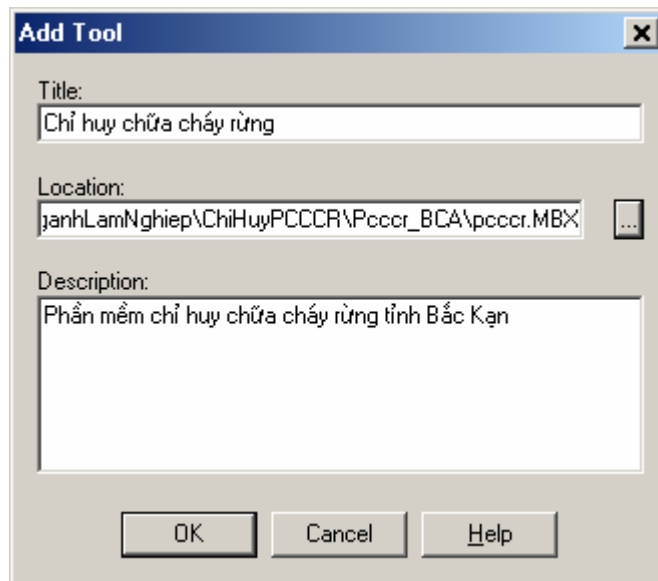 Add Tool
Title:
Chỉ huy chữa cháy rừng
Location:
ganhLamNghiep\ChiHuyPCCCR\Pcccr_BCA\pcccr.MBX
...
Description:
Phần mềm chỉ huy chữa cháy rừng tỉnh Bắc Kạn
OK Cancel Help